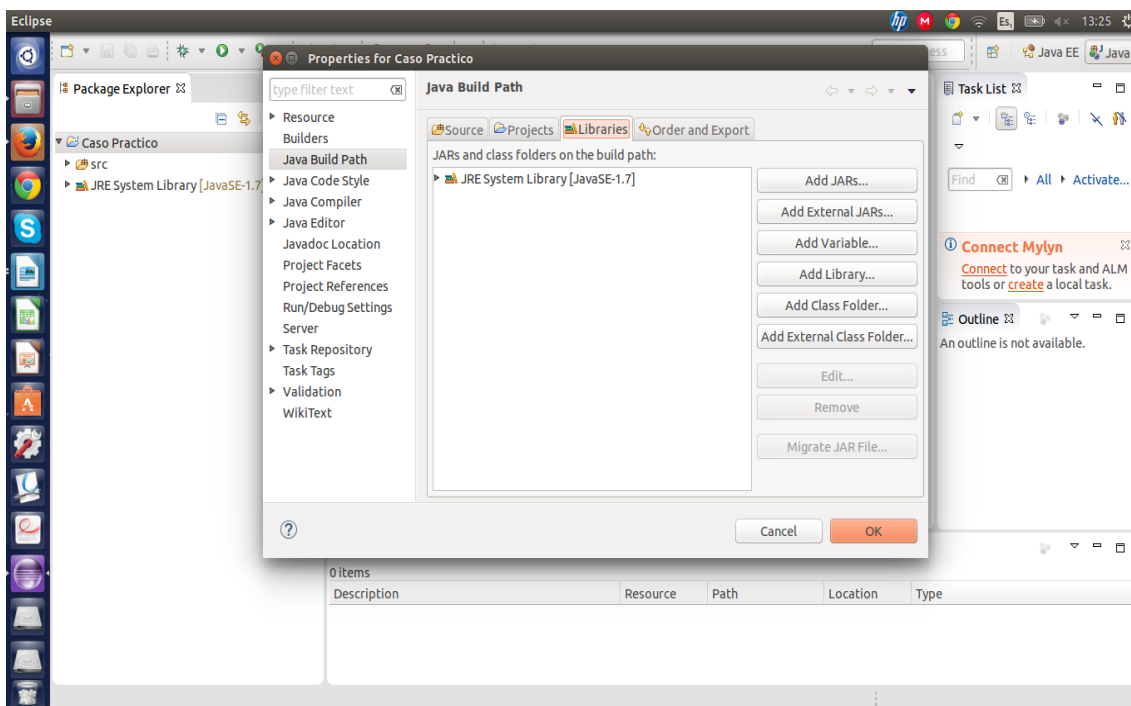 Eclipse
hp M Es, 13:25
Properties for Caso Practico
ess Java EE Java
type filter text
Java Build Path
Package Explorer
Task List
Resource
Builders
Java Build Path
Java Code Style
Java Compiler
Java Editor
Javadoc Location
Project Facets
Project References
Run/Debug Settings
Server
Task Repository
Task Tags
Validation
WikiText
Source Projects Libraries Order and Export
JARs and class folders on the build path:
JRE System Library [JavaSE-1.7]
Add JARs...
Add External JARs...
Add Variable...
Add Library...
Add Class Folder...
Add External Class Folder...
Edit...
Remove
Migrate JAR File...
Cancel OK
Caso Practico
src
JRE System Library [JavaSE-1.7]
Find All Activate...
Connect Mylyn
Connect to your task and ALM
tools or create a local task.
Outline
An outline is not available.
0 items
Description Resource Path Location Type